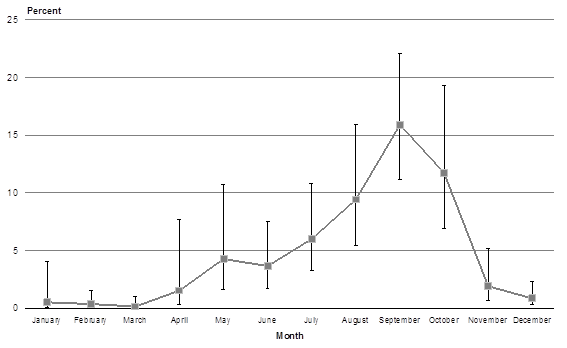 Percent
25
20
15
10
5
0
January February March April May June July August September October November December
Month